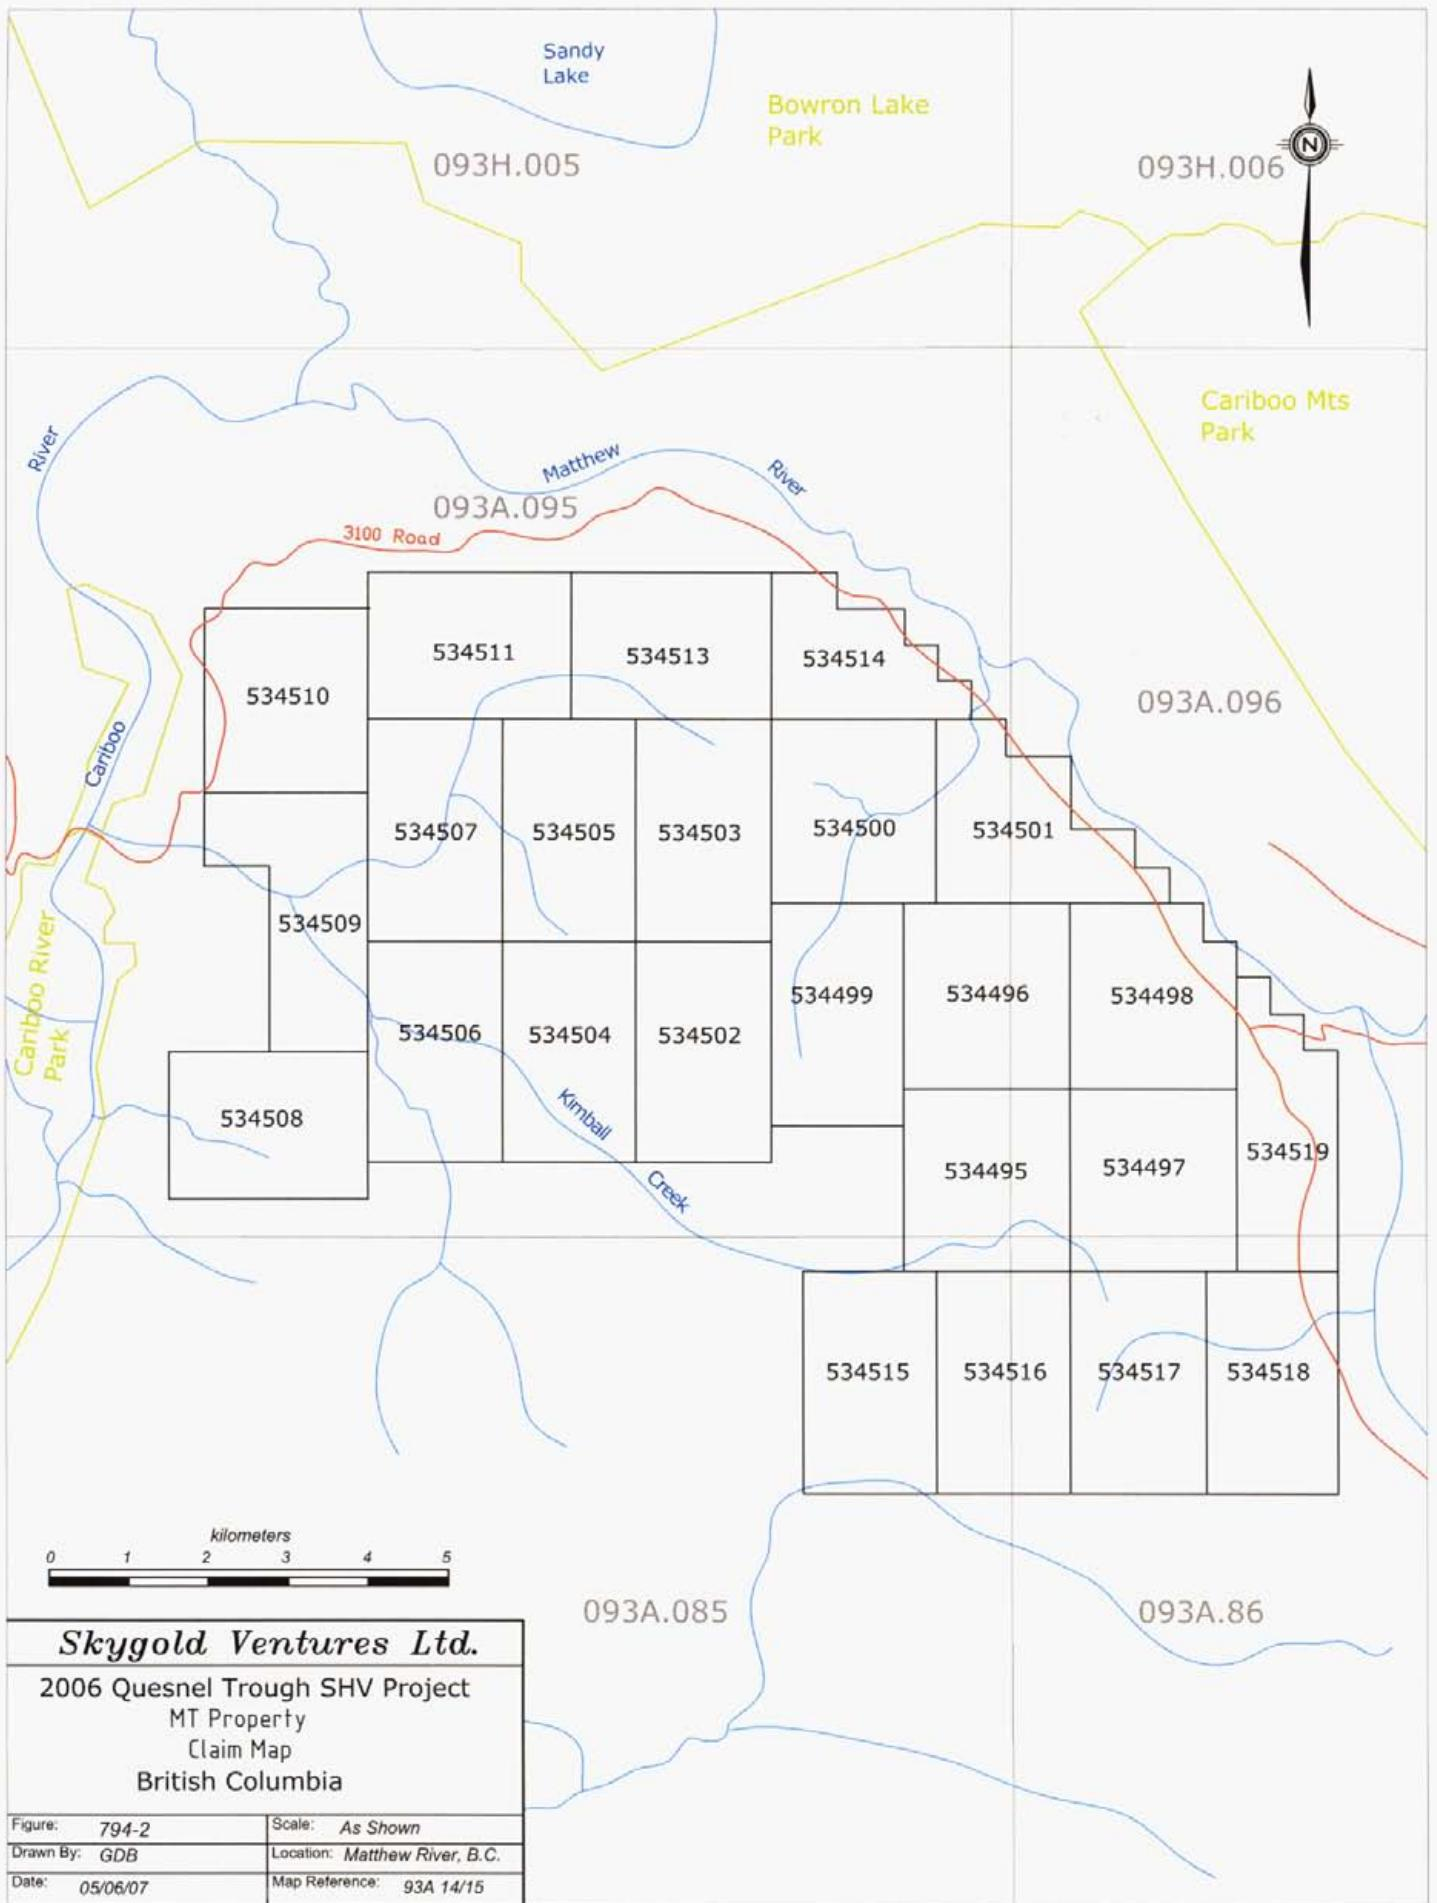 Sandy
Lake
Bowron Lake
Park
N
093H.005
093H.006
Cariboo Mts
Park
River
Matthew
River
093A.095
3100 Road
534511
534513
534514
534510
093A.096
Cariboo
534507
534505
534503
534500
534501
534509
Cariboo River
Park
534499
534496
534498
534506
534504
534502
534508
Kimball
Creek
534495
534497
534519
534515
534516
534517
534518
kilometers
0 1 2 3 4 5
093A.085
093A.86
Skygold Ventures Ltd.
2006 Quesnel Trough SHV Project
MT Property
Claim Map
British Columbia
Figure: 794-2
Scale: As Shown
Drawn By: GDB
Location: Matthew River, B.C.
Date: 05/06/07
Map Reference: 93A 14/15